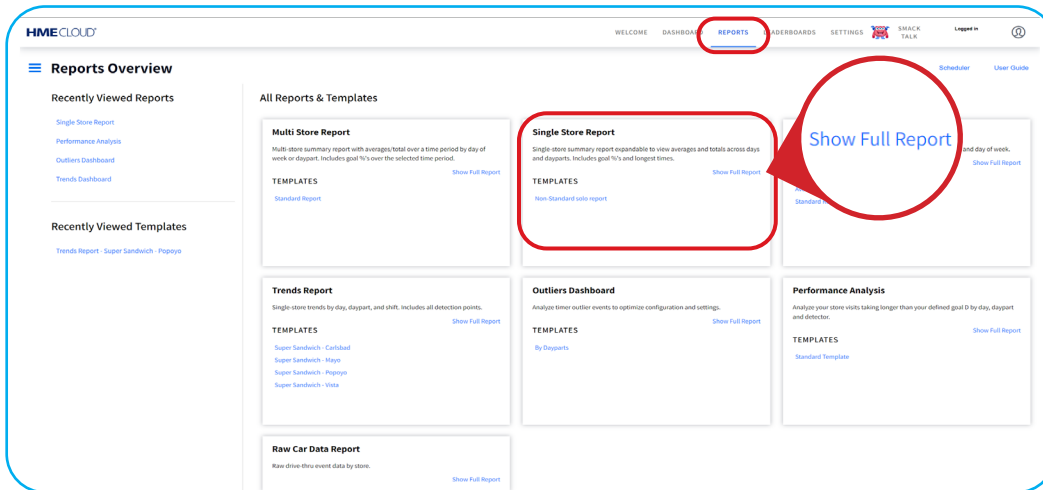 HME CLOUD®
WELCOME DASHBOARD REPORTS LEADERBOARDS SETTINGS SMACK TALK Logged in
Reports Overview
Scheduler User Guide
Recently Viewed Reports
Single Store Report
Performance Analysis
Outliers Dashboard
Trends Dashboard
Recently Viewed Templates
Trends Report - Super Sandwich - Popoyo
All Reports & Templates
Multi Store Report
Multi-store summary report with averages/total over a time period by day of
week or daypart. Includes goal %'s over the selected time period.
Show Full Report
TEMPLATES
Standard Report
Single Store Report
Single-store summary report expandable to view averages and totals across days
and dayparts. Includes goal %'s and longest times.
Show Full Report
TEMPLATES
Non-Standard solo report
Show Full Report
and day of week.
Show Full Report
Standard
Trends Report
Single-store trends by day, daypart, and shift. Includes all detection points.
Show Full Report
TEMPLATES
Super Sandwich - Carlsbad
Super Sandwich - Mayo
Super Sandwich - Popoyo
Super Sandwich - Vista
Outliers Dashboard
Analyze timer outlier events to optimize configuration and settings.
Show Full Report
TEMPLATES
By Dayparts
Performance Analysis
Analyze your store visits taking longer than your defined goal D by day, daypart
and detector.
Show Full Report
TEMPLATES
Standard Template
Raw Car Data Report
Raw drive-thru event data by store.
Show Full Report